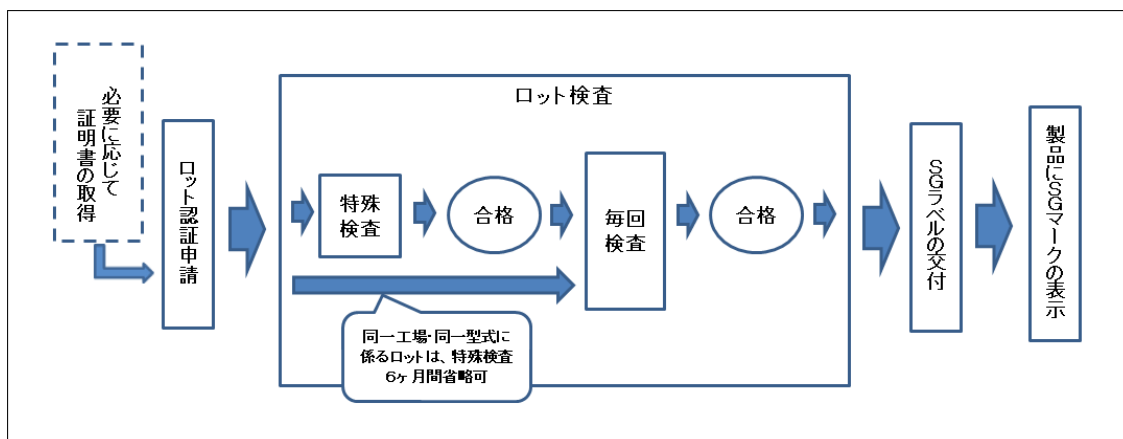 必要に応じて
証明書の取得
ロット認証申請
ロット検査
特殊
検査
合格
毎回
検査
合格
同一工場・同一型式に
係るロットは、特殊検査
6ヶ月間省略可
SGラベルの交付
製品にSGマークの表示